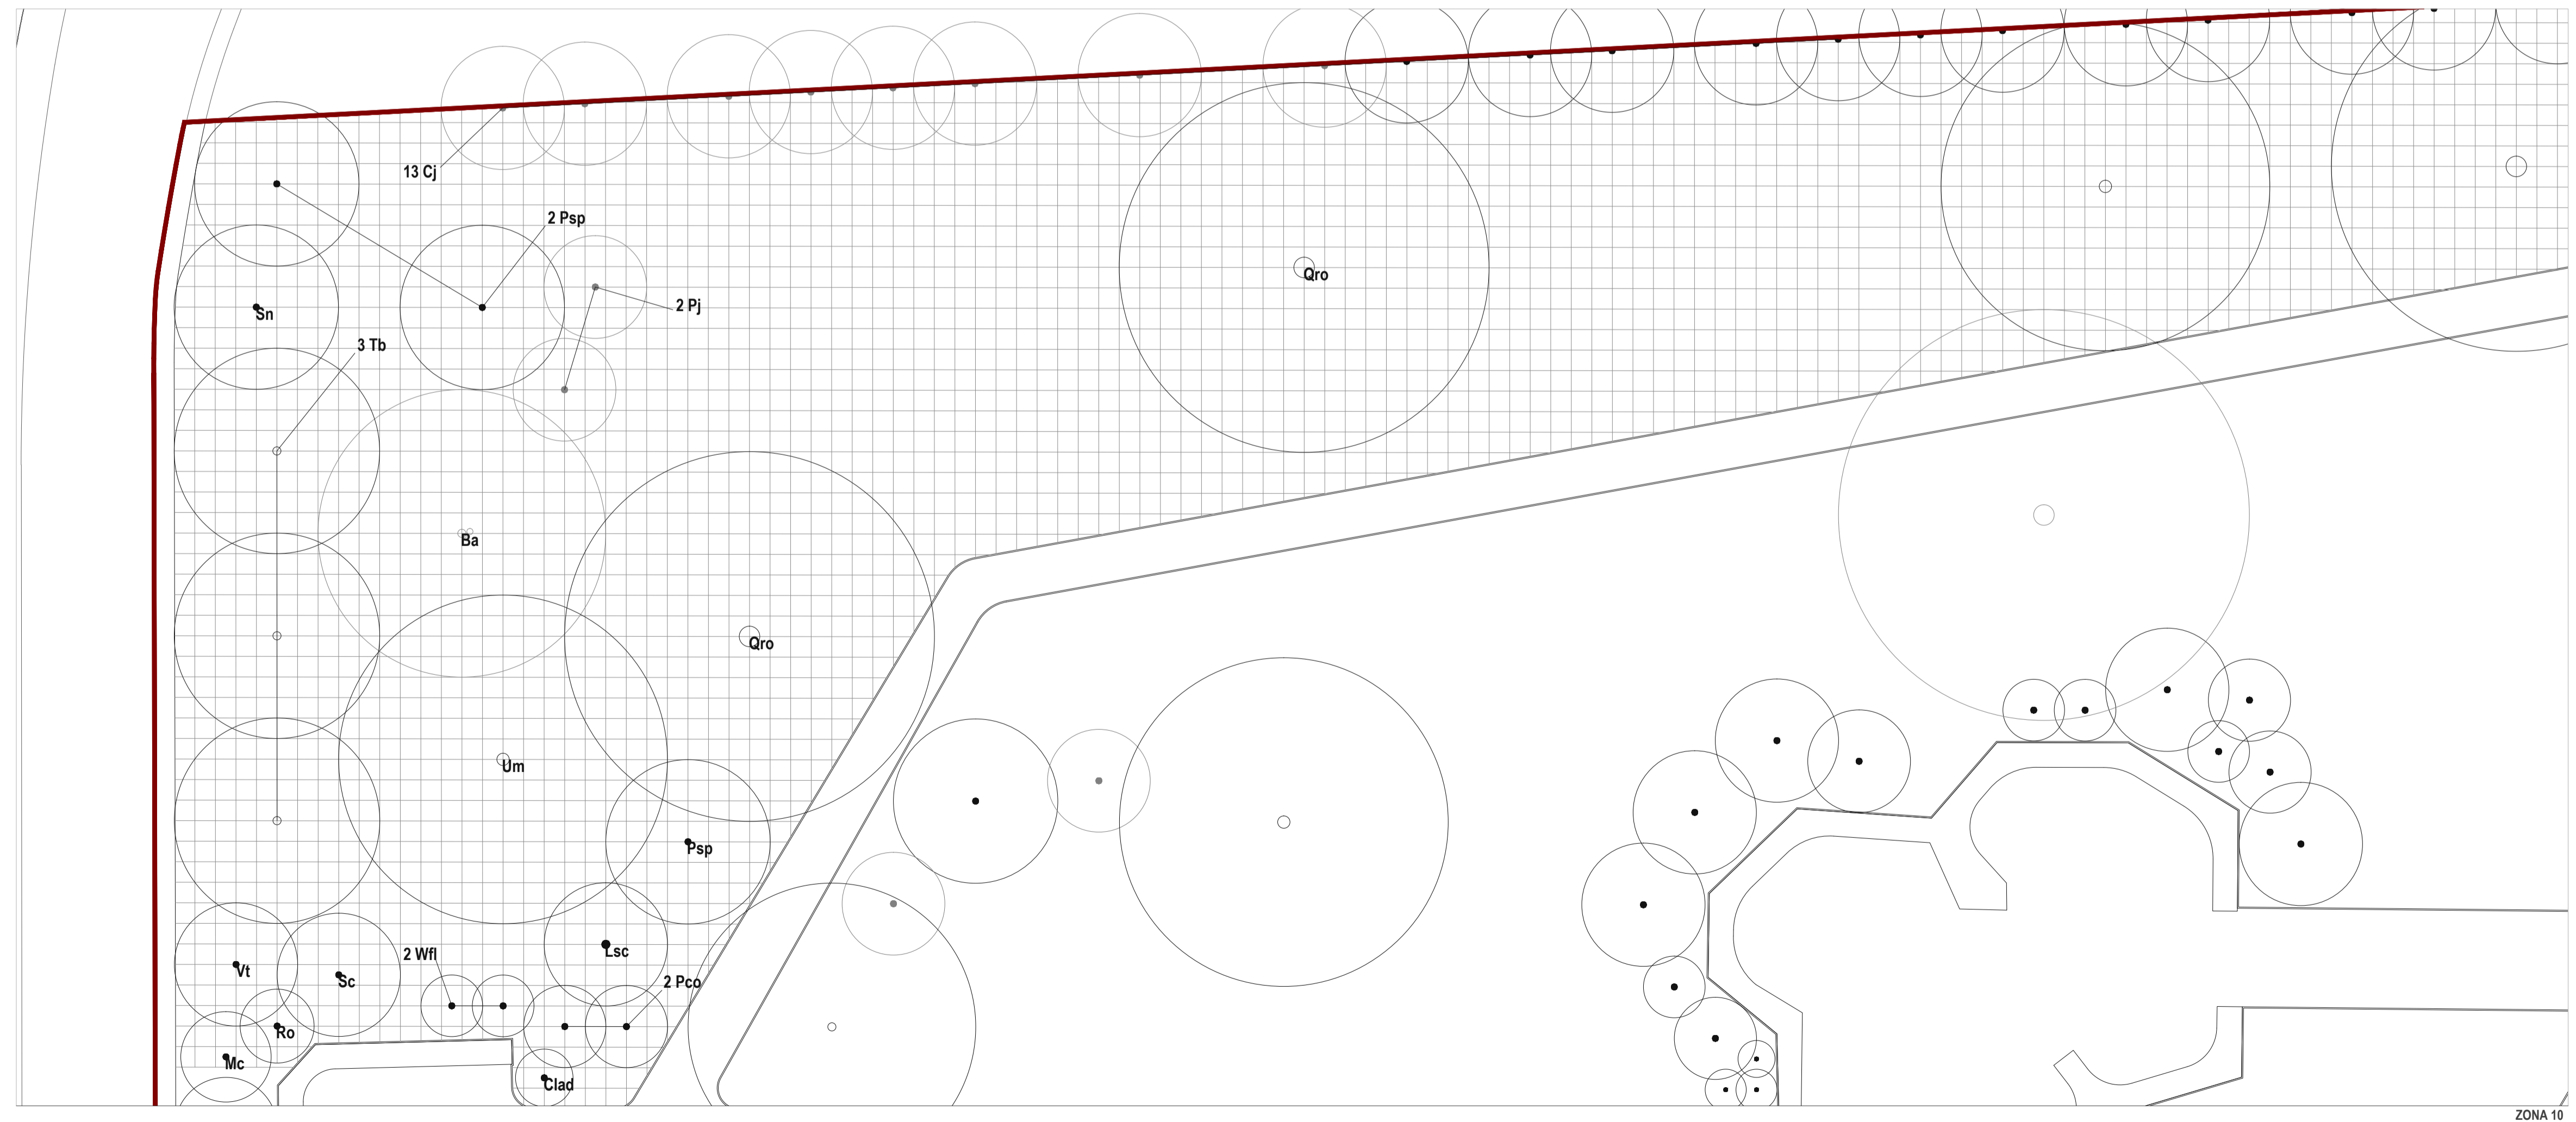 13 Cj
2 Psp
Qro
2 Pj
Sn
3 Tb
Ba
Qro
Um
Psp
Lsc
2 Wfl
Vt
Sc
2 Pco
Ro
Mc
Clad
ZONA 10